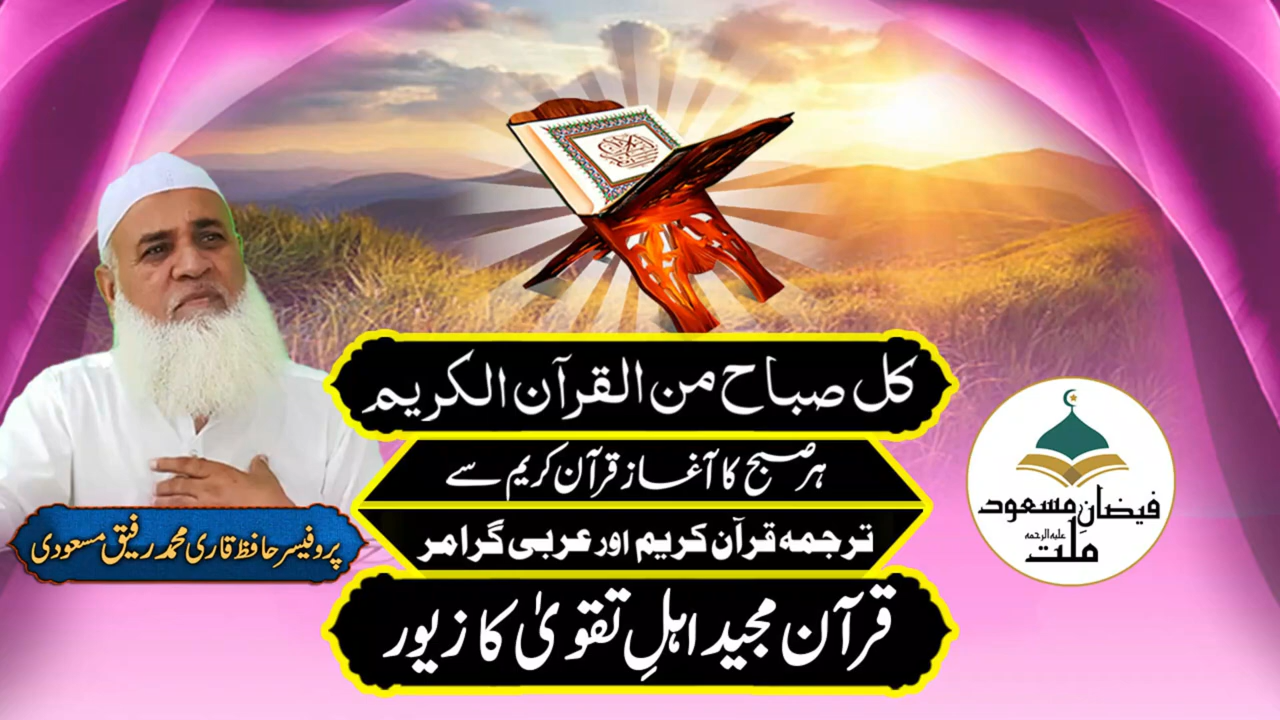 کل صباح من القرآن الکریم
ہر صبح کا آغاز قرآن کریم سے
ترجمہ قرآن کریم اور عربی گرامر
قرآن مجید اہلِ تقویٰ کا زیور
پروفیسر حافظ قاری محمد رفیق مسعودی
فیضانِ مسعود
علیہ الرحمہ
ملت